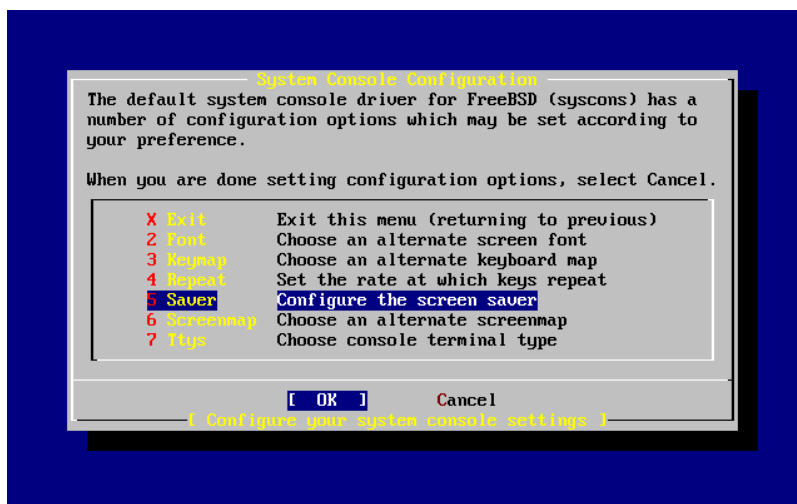 System Console Configuration
The default system console driver for FreeBSD (syscons) has a
number of configuration options which may be set according to
your preference.
When you are done setting configuration options, select Cancel.
X Exit Exit this menu (returning to previous)
2 Font Choose an alternate screen font
3 Keymap Choose an alternate keyboard map
4 Repeat Set the rate at which keys repeat
5 Saver Configure the screen saver
6 Screenmap Choose an alternate screenmap
7 Ttys Choose console terminal type
[ OK ] Cancel
[ Configure your system console settings ]